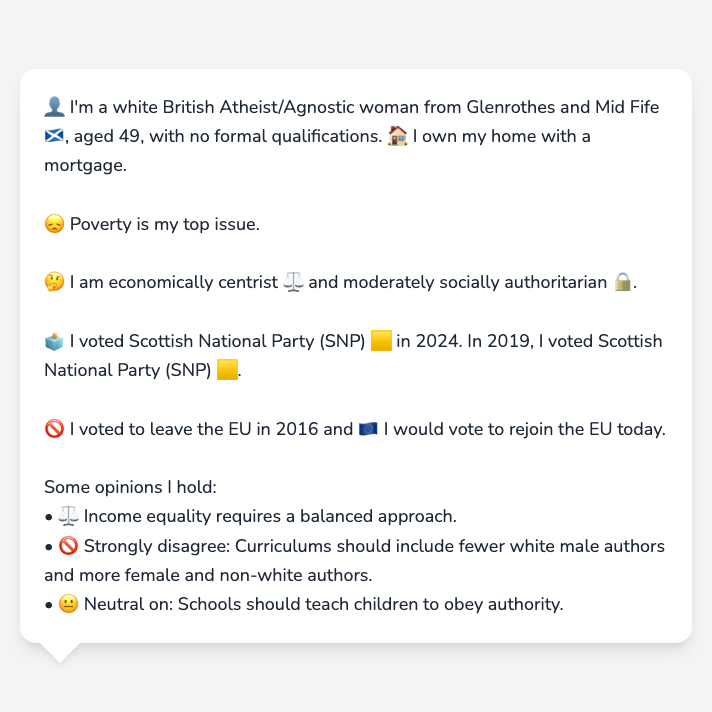 👤 I'm a white British Atheist/Agnostic woman from Glenrothes and Mid Fife
🏴󠁧󠁢󠁳󠁣󠁴󠁿, aged 49, with no formal qualifications. 🏠 I own my home with a
mortgage.
😞 Poverty is my top issue.
🤔 I am economically centrist ⚖️ and moderately socially authoritarian 🔒.
🗳️ I voted Scottish National Party (SNP) 🟨 in 2024. In 2019, I voted Scottish
National Party (SNP) 🟨.
🚫 I voted to leave the EU in 2016 and 🇪🇺 I would vote to rejoin the EU today.
Some opinions I hold:
• ⚖️ Income equality requires a balanced approach.
• 🚫 Strongly disagree: Curriculums should include fewer white male authors
and more female and non-white authors.
• 😐 Neutral on: Schools should teach children to obey authority.